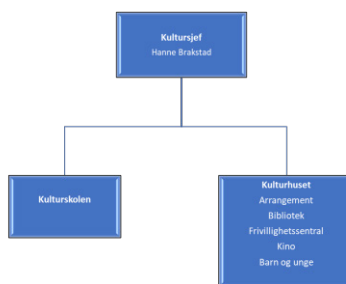 Kultursjef
Hanne Brakstad
Kulturskolen
Kulturhuset
Arrangement
Bibliotek
Frivillighetssentral
Kino
Barn og unge